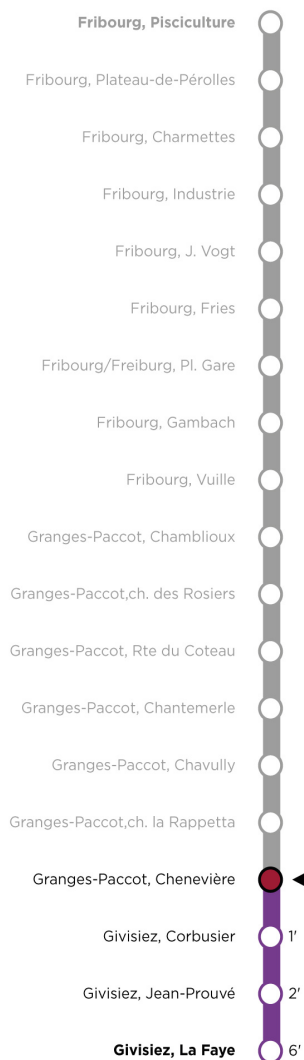 Fribourg, Pisciculture
Fribourg, Plateau-de-Pérolles
Fribourg, Charmettes
Fribourg, Industrie
Fribourg, J. Vogt
Fribourg, Fries
Fribourg/Freiburg, Pl. Gare
Fribourg, Gambach
Fribourg, Vuille
Granges-Paccot, Chamblioux
Granges-Paccot,ch. des Rosiers
Granges-Paccot, Rte du Coteau
Granges-Paccot, Chantemerle
Granges-Paccot, Chavully
Granges-Paccot,ch. la Rappetta
Granges-Paccot, Chenevière
Givisiez, Corbusier 1'
Givisiez, Jean-Prouvé 2'
Givisiez, La Faye 6'